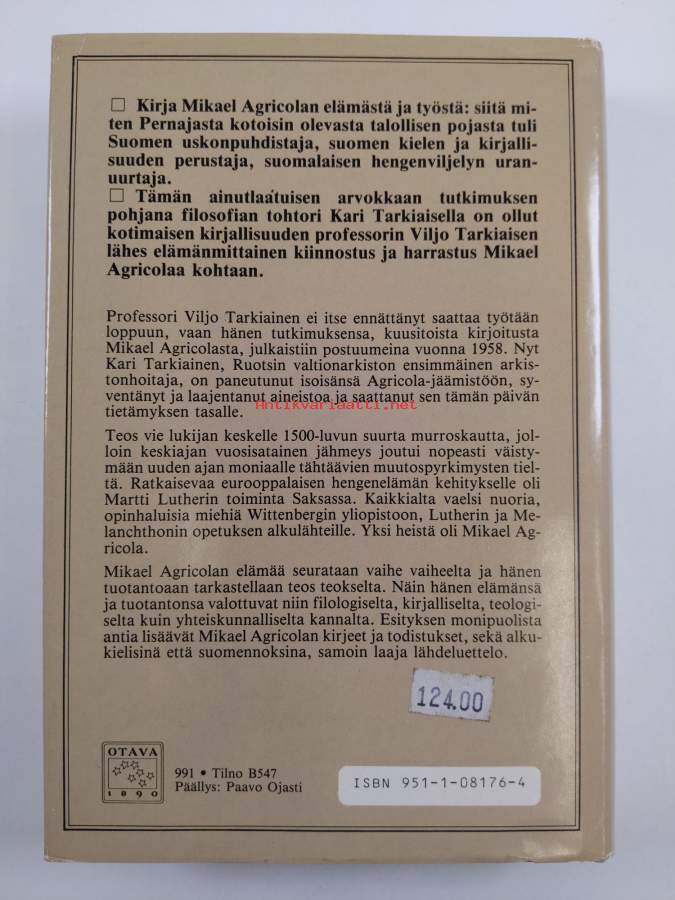 □ Kirja Mikael Agricolan elämästä ja työstä: siitä mi-
ten Pernajasta kotoisin olevasta talollisen pojasta tuli
Suomen uskonpuhdistaja, suomen kielen ja kirjalli-
suuden perustaja, suomalaisen hengenviljelyn uran-
uurtaja.
□ Tämän ainutlaatuisen arvokkaan tutkimuksen
pohjana filosofian tohtori Kari Tarkiaisella on ollut
kotimaisen kirjallisuuden professorin Viljo Tarkiaisen
lähes elämänmittainen kiinnostus ja harrastus Mikael
Agricolaa kohtaan.
Professori Viljo Tarkiainen ei itse ennättänyt saattaa työtään
loppuun, vaan hänen tutkimuksensa, kuusitoista kirjoitusta
Mikael Agricolasta, julkaistiin postuumeina vuonna 1958. Nyt
Kari Tarkiainen, Ruotsin valtionarkiston ensimmäinen arkis-
tonhoitaja, on paneutunut isoisänsä Agricola-jäämistöön, sy-
ventänyt ja laajentanut aineistoa ja saattanut sen tämän päivän
tietämyksen tasalle.
Antikvariaatti.net
Teos vie lukijan keskelle 1500-luvun suurta murroskautta, jol-
loin keskiajan vuosisatainen jähmeys joutui nopeasti väisty-
mään uuden ajan moniaalle tähtäävien muutospyrkimysten tiel-
tä. Ratkaisevaa eurooppalaisen hengenelämän kehitykselle oli
Martti Lutherin toiminta Saksassa. Kaikkialta vaelsi nuoria,
opinhaluisia miehiä Wittenbergin yliopistoon, Lutherin ja Me-
lanchthonin opetuksen alkulähteille. Yksi heistä oli Mikael Ag-
ricola.
Mikael Agricolan elämää seurataan vaihe vaiheelta ja hänen
tuotantoaan tarkastellaan teos teokselta. Näin hänen elämänsä
ja tuotantonsa valottuvat niin filologiselta, kirjalliselta, teologi-
selta kuin yhteiskunnalliselta kannalta. Esityksen monipuolista
antia lisäävät Mikael Agricolan kirjeet ja todistukset, sekä alku-
kielisinä että suomennoksina, samoin laaja lähdeluettelo.
124.00
OTAVA
1890
991 • Tilno B547
Päällys: Paavo Ojasti
ISBN 951-1-08176-4